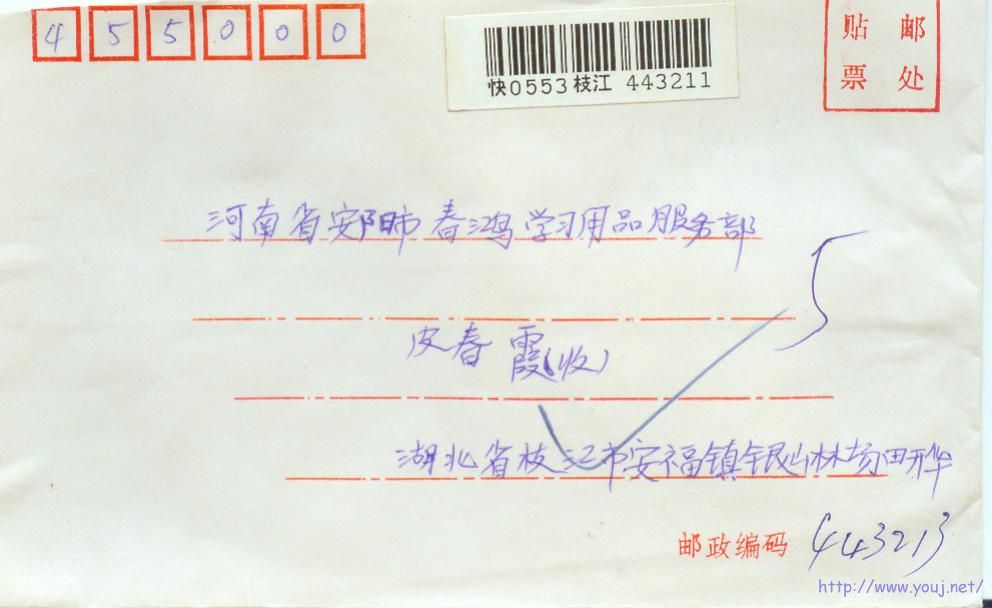 455000
快0553枝江 443211
贴 邮
票 处
河南省安阳市春鸿学习用品服务部
皮春霞(收)
湖北省枝江市安福镇银山林场田开华
邮政编码 443213
http://www.youj.net/